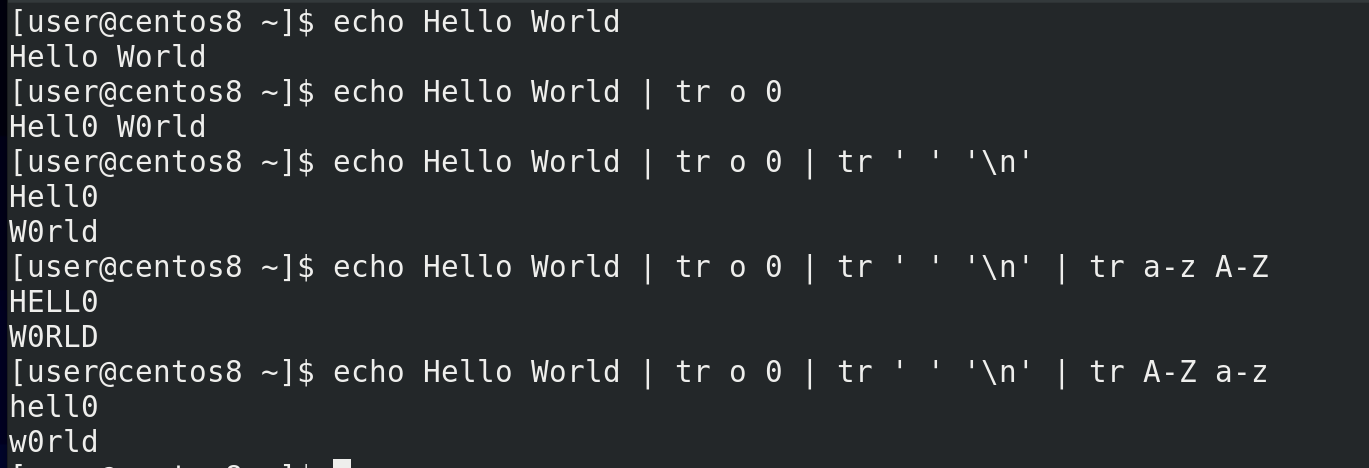 [user@centos8 ~]$ echo Hello World
Hello World
[user@centos8 ~]$ echo Hello World | tr o 0
Hell0 W0rld
[user@centos8 ~]$ echo Hello World | tr o 0 | tr ' ' '\n'
Hell0
W0rld
[user@centos8 ~]$ echo Hello World | tr o 0 | tr ' ' '\n' | tr a-z A-Z
HELL0
W0RLD
[user@centos8 ~]$ echo Hello World | tr o 0 | tr ' ' '\n' | tr A-Z a-z
hell0
w0rld